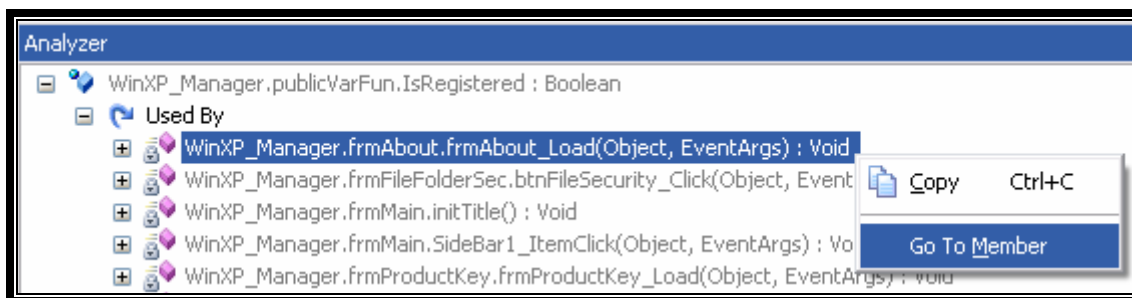 Analyzer
WinXP_Manager.publicVarFun.IsRegistered : Boolean
Used By
WinXP_Manager.frmAbout.frmAbout_Load(Object, EventArgs) : Void
WinXP_Manager.frmFileFolderSec.btnFileSecurity_Click(Object, Event
WinXP_Manager.frmMain.initTitle() : Void
WinXP_Manager.frmMain.SideBar1_ItemClick(Object, EventArgs) : Vo
WinXP_Manager.frmProductKey.frmProductKey_Load(Object, EventArgs) : Void
Copy Ctrl+C
Go To Member